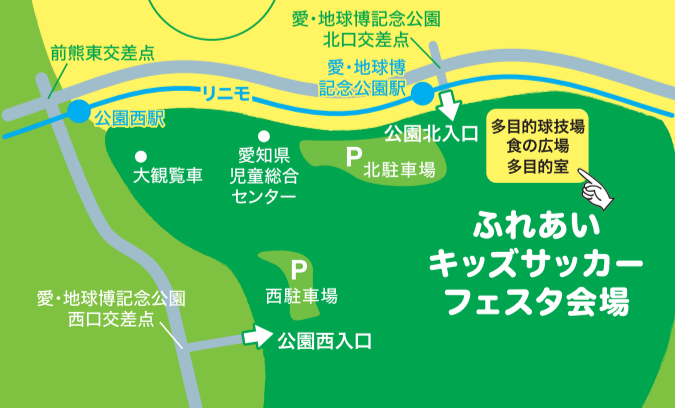 愛・地球博記念公園
北口交差点
前熊東交差点
愛・地球博
記念公園駅
リニモ
公園西駅
公園北入口
多目的球技場
食の広場
多目的室
愛知県
児童総合
センター
大観覧車
P
北駐車場
ふれあい
キッズサッカー
フェスタ会場
P
西駐車場
愛・地球博記念公園
西口交差点
公園西入口